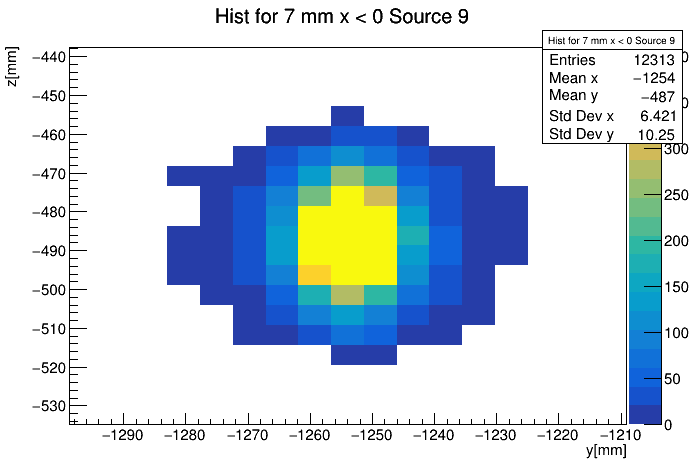 Hist for 7 mm x < 0 Source 9
z[mm]
−440
−450
−460
−470
−480
−490
−500
−510
−520
−530
Hist for 7 mm x < 0 Source 9
Entries 12313
Mean x −1254
Mean y −487
Std Dev x 6.421
Std Dev y 10.25
0
0
300
250
200
150
100
50
0
−1290 −1280 −1270 −1260 −1250 −1240 −1230 −1220 −1210
y[mm]